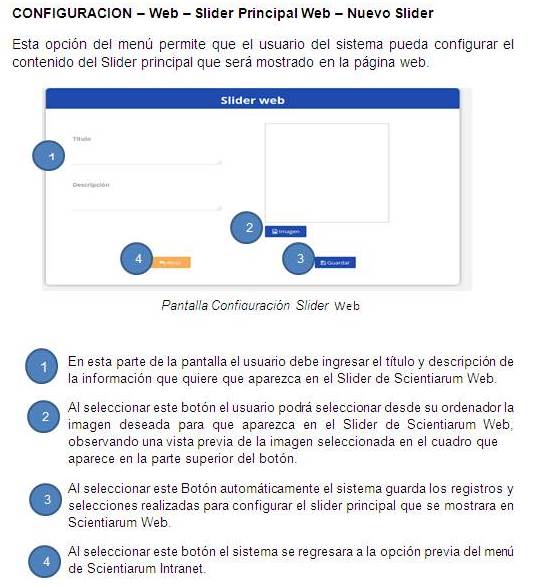 CONFIGURACION – Web – Slider Principal Web – Nuevo Slider
Esta opción del menú permite que el usuario del sistema pueda configurar el
contenido del Slider principal que será mostrado en la página web.
Slider web
Título
1
Descripción
2
Imagen
4
3
Guardar
Pantalla Configuración Slider Web
1
En esta parte de la pantalla el usuario debe ingresar el título y descripción de
la información que quiere que aparezca en el Slider de Scientiarum Web.
2
Al seleccionar este botón el usuario podrá seleccionar desde su ordenador la
imagen deseada para que aparezca en el Slider de Scientiarum Web,
observando una vista previa de la imagen seleccionada en el cuadro que
aparece en la parte superior del botón.
3
Al seleccionar este Botón automáticamente el sistema guarda los registros y
selecciones realizadas para configurar el slider principal que se mostrara en
Scientiarum Web.
4
Al seleccionar este botón el sistema se regresara a la opción previa del menú
de Scientiarum Intranet.